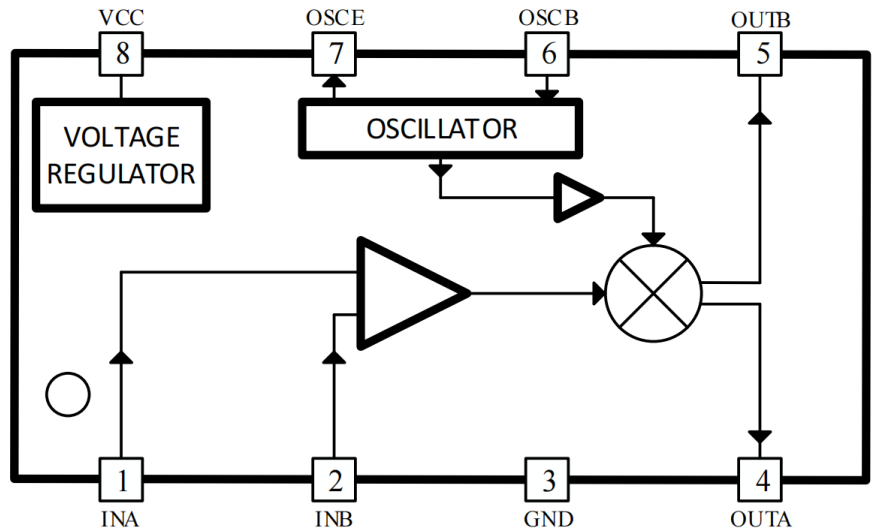 VCC OSCE OSCB OUTB
8 7 6 5
VOLTAGE
REGULATOR
OSCILLATOR
1 2 3 4
INA INB GND OUTA